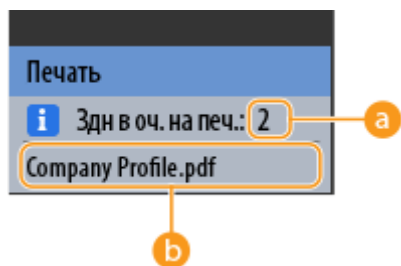 Печать
i Здн в оч. на печ.: 2
a
Company Profile.pdf
b